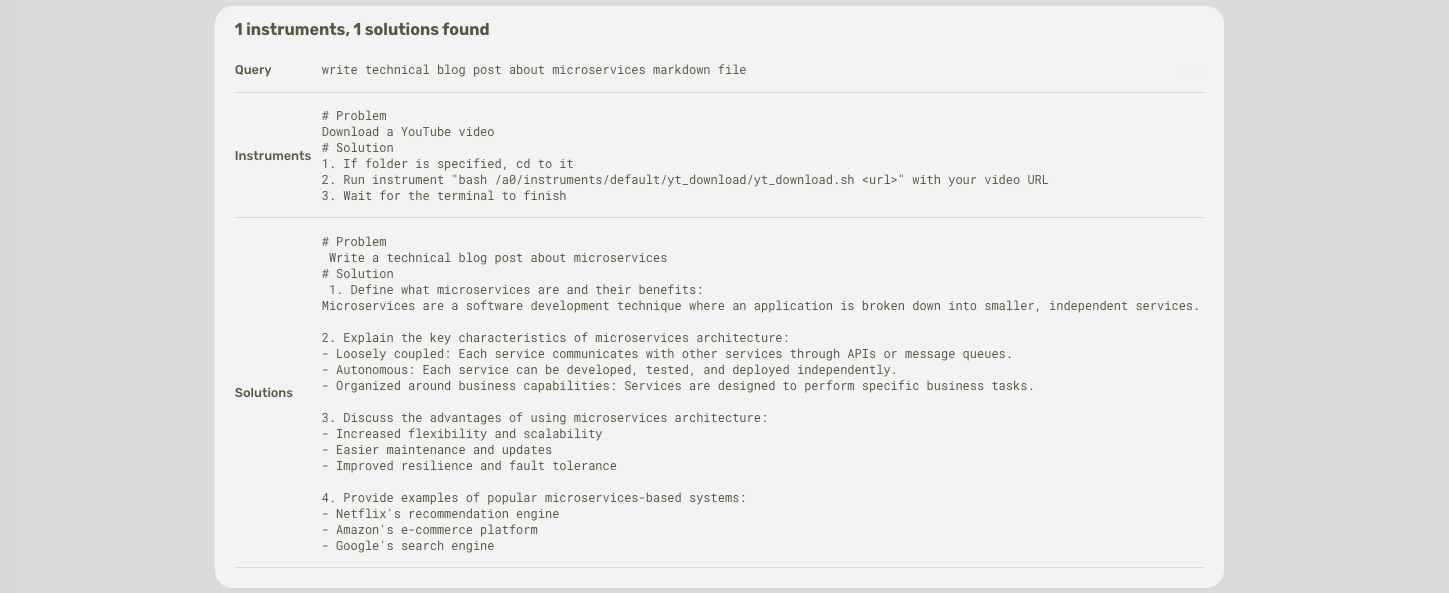 1 instruments, 1 solutions found
Query
write technical blog post about microservices markdown file
Instruments
# Problem
Download a YouTube video
# Solution
1. If folder is specified, cd to it
2. Run instrument "bash /a0/instruments/default/yt_download/yt_download.sh <url>" with your video URL
3. Wait for the terminal to finish
Solutions
# Problem
Write a technical blog post about microservices
# Solution
1. Define what microservices are and their benefits:
Microservices are a software development technique where an application is broken down into smaller, independent services.
2. Explain the key characteristics of microservices architecture:
- Loosely coupled: Each service communicates with other services through APIs or message queues.
- Autonomous: Each service can be developed, tested, and deployed independently.
- Organized around business capabilities: Services are designed to perform specific business tasks.
3. Discuss the advantages of using microservices architecture:
- Increased flexibility and scalability
- Easier maintenance and updates
- Improved resilience and fault tolerance
4. Provide examples of popular microservices-based systems:
- Netflix's recommendation engine
- Amazon's e-commerce platform
- Google's search engine